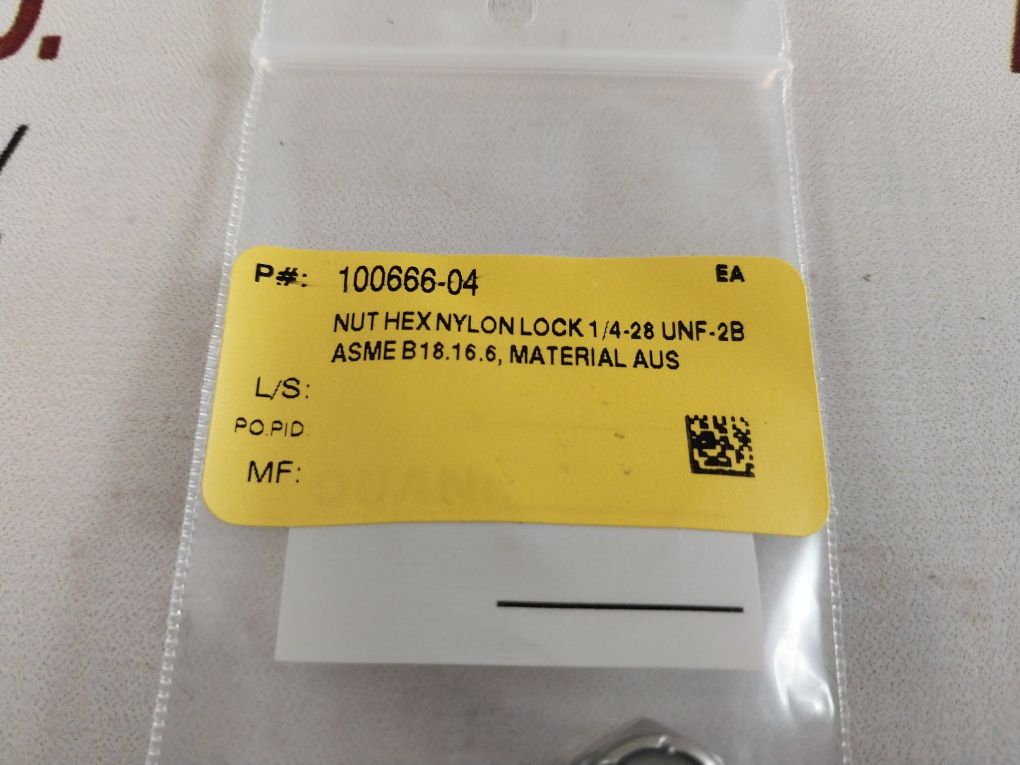 P#: 100666-04 EA
NUT HEX NYLON LOCK 1/4-28 UNF-2B
ASME B18.16.6, MATERIAL AUS
L/S:
PO.PID.
MF: